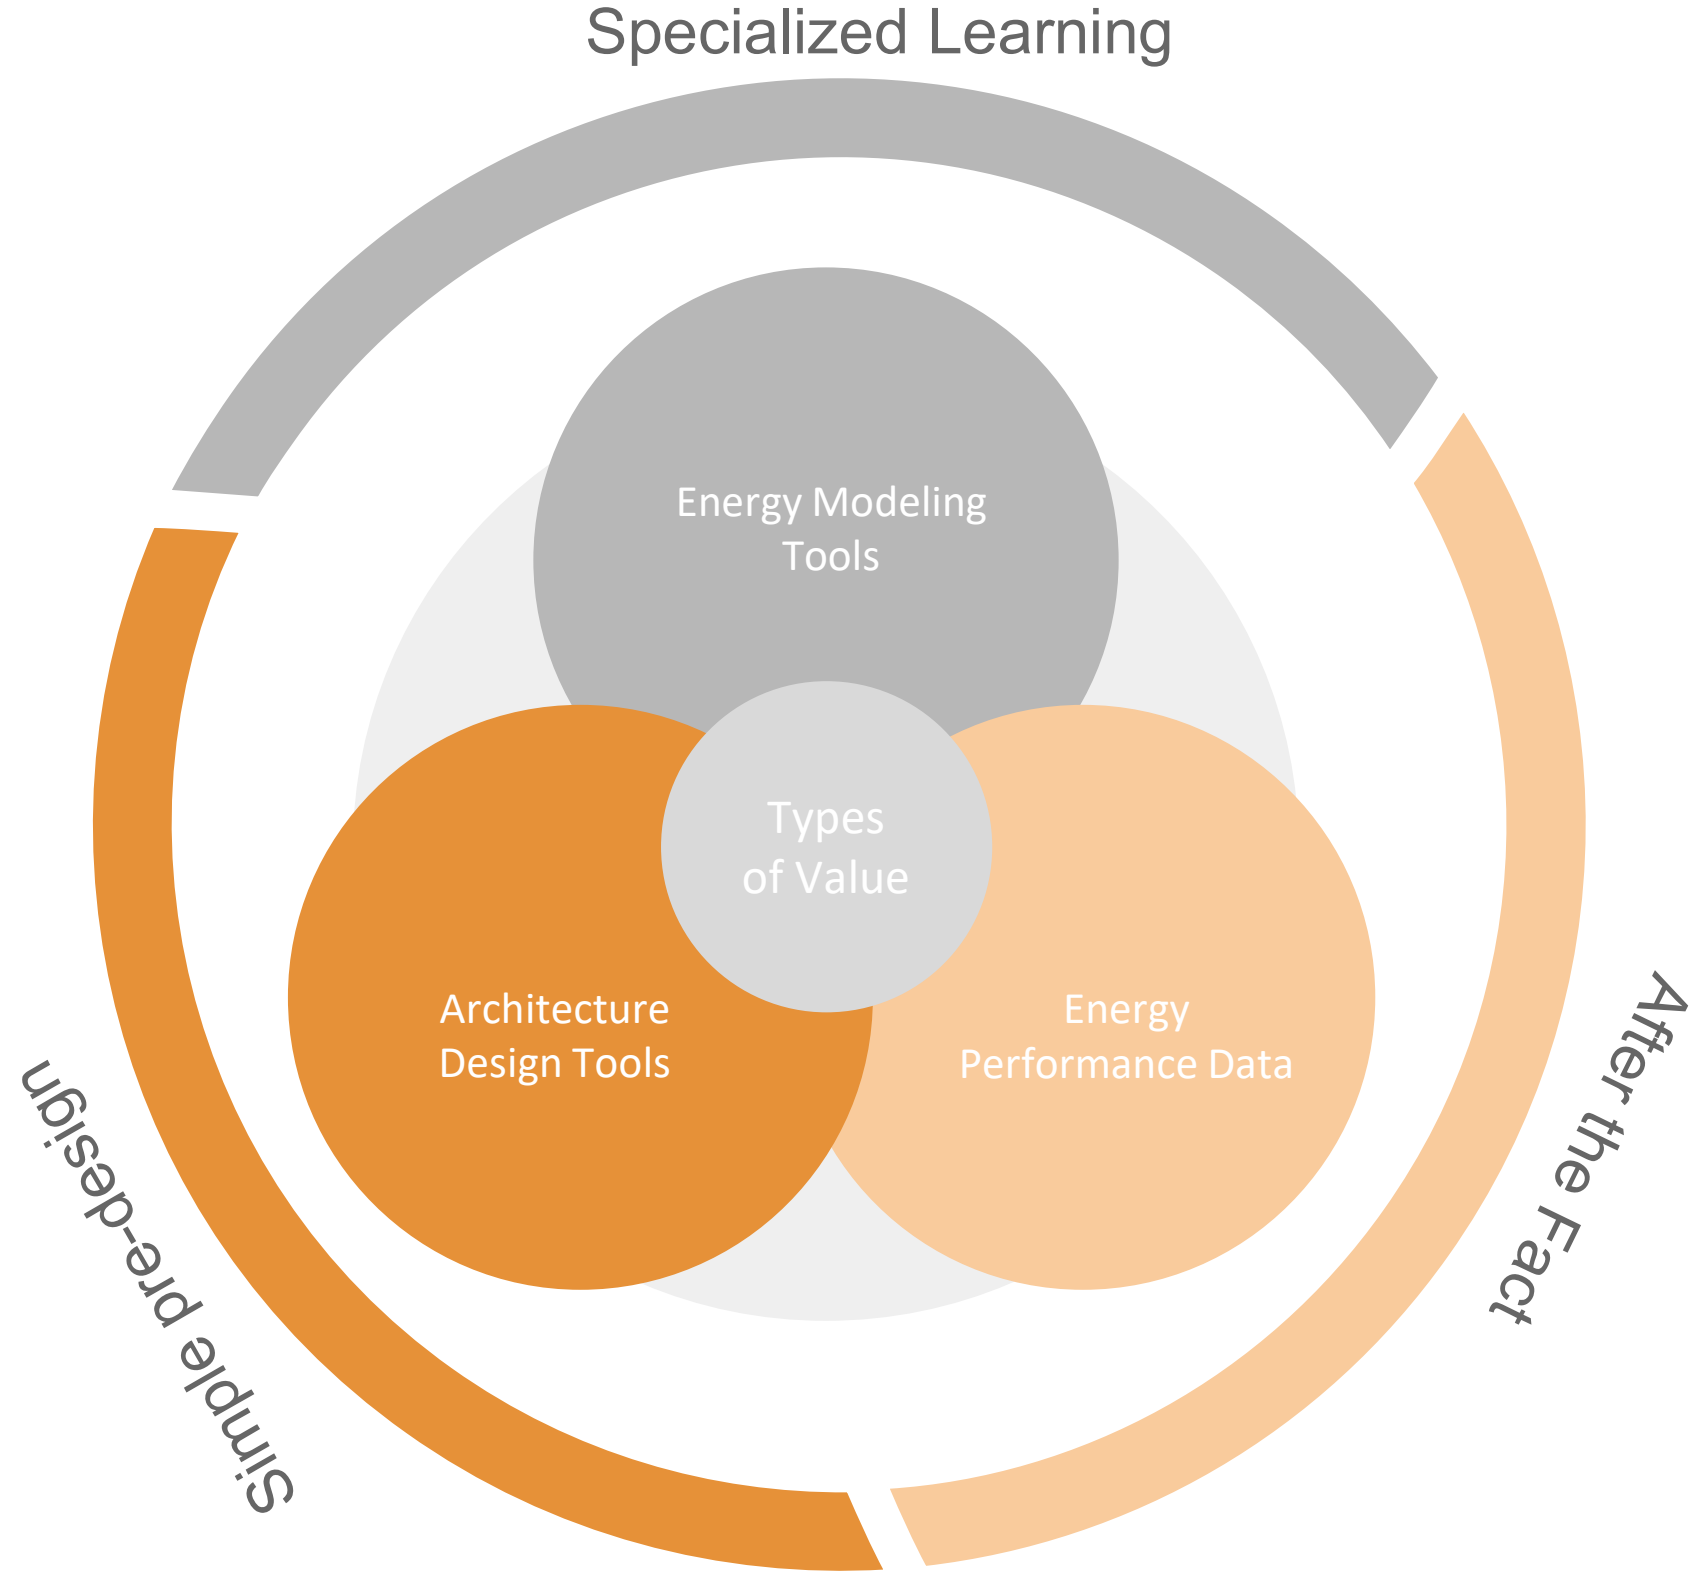 Specialized Learning
Energy Modeling
Tools
Types
of Value
Architecture
Design Tools
Energy
Performance Data
After the Fact
Simple pre-design